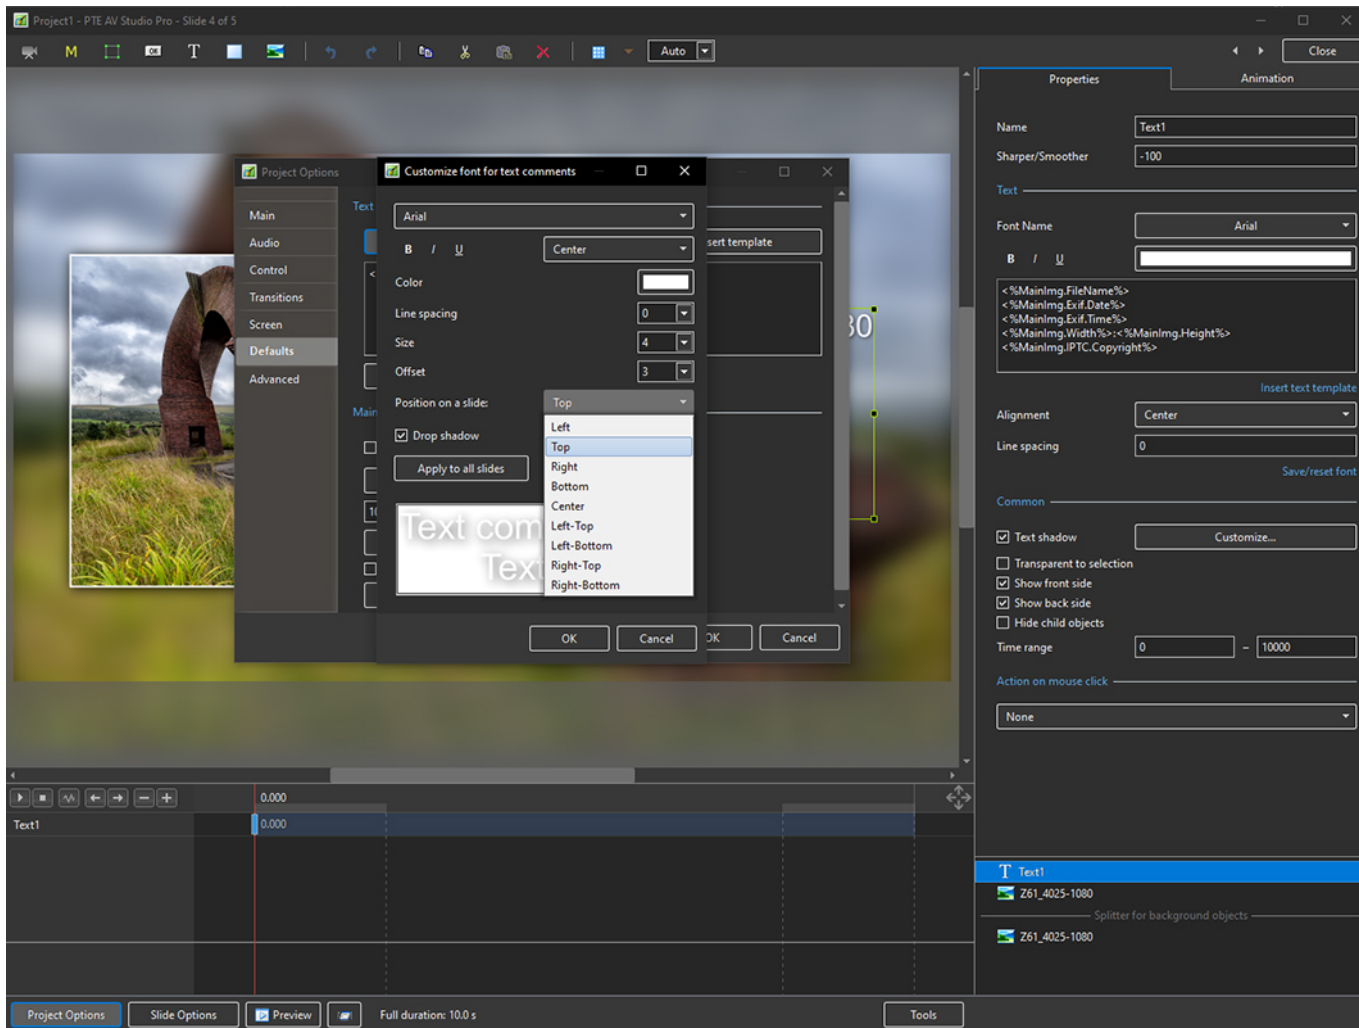 Project1 - PTE AV Studio Pro - Slide 4 of 5
M
OK
T
Auto
Close
Properties
Animation
Name
Text1
Sharper/Smoother
-100
Text
Font Name
Arial
B I U
<%MainImg.FileName%>
<%MainImg.Exif.Date%>
<%MainImg.Exif.Time%>
<%MainImg.Width%>:<%MainImg.Height%>
<%MainImg.IPTC.Copyright%>
Insert text template
Alignment
Center
Line spacing
0
Save/reset font
Common
Text shadow
Customize...
Transparent to selection
Show front side
Show back side
Hide child objects
Time range
0
–
10000
Action on mouse click
None
Project Options
Main
Audio
Control
Transitions
Screen
Defaults
Advanced
Text
sert template
<
Main
10
OK
Cancel
Customize font for text comments
Arial
B I U
Center
Color
Line spacing
0
Size
4
Offset
3
Position on a slide:
Top
Left
Top
Right
Bottom
Center
Left-Top
Left-Bottom
Right-Top
Right-Bottom
Drop shadow
Apply to all slides
Text com
Text
OK
Cancel
80
0.000
Text1
0.000
T Text1
Z61_4025-1080
Splitter for background objects
Z61_4025-1080
Project Options
Slide Options
Preview
Full duration: 10.0 s
Tools